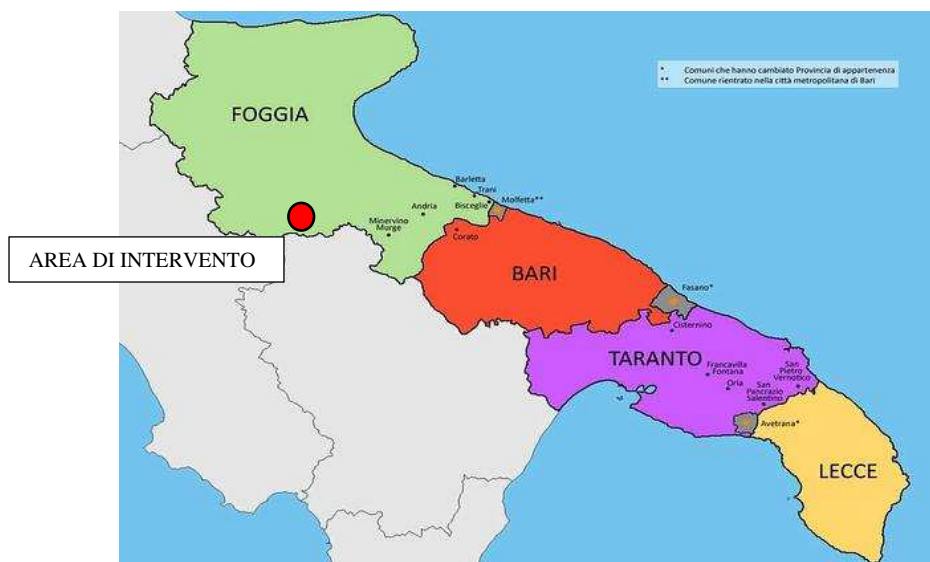 * Comuni che hanno cambiato Provincia di appartenenza
** Comune rientrato nella città metropolitana di Bari
FOGGIA
Barletta
Trani
Molfetta**
Bisceglie
Andria
Minervino
Murge
Corato
AREA DI INTERVENTO
BARI
Fasano*
Cisternino
TARANTO
Francavilla
Fontana
San
Pietro
Vernotico
Oria
San
Pancrazio
Salentino
Avetrana*
LECCE